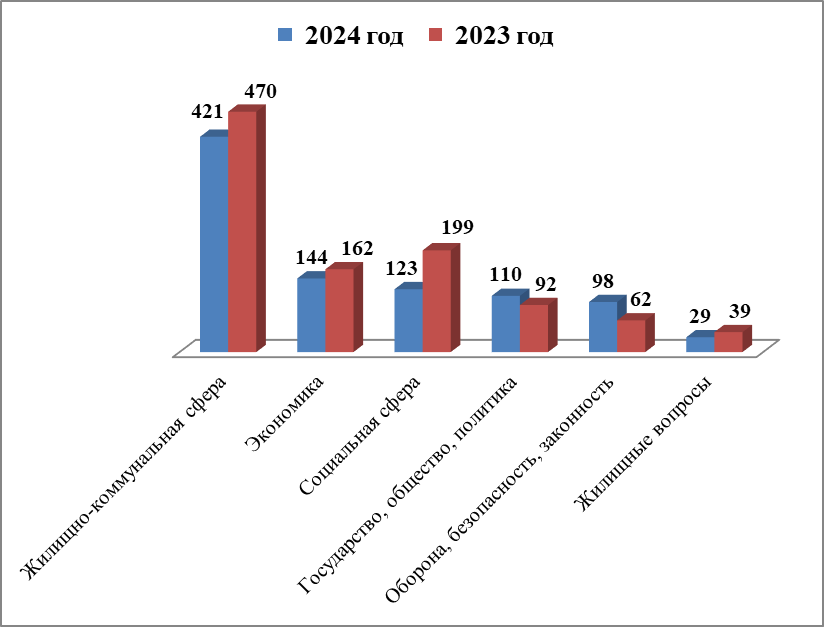 2024 год 2023 год
421 470
144 162
123 199
110 92
98 62
29 39
Жилищно-коммунальная сфера
Экономика
Социальная сфера
Государство, общество, политика
Оборона, безопасность, законность
Жилищные вопросы